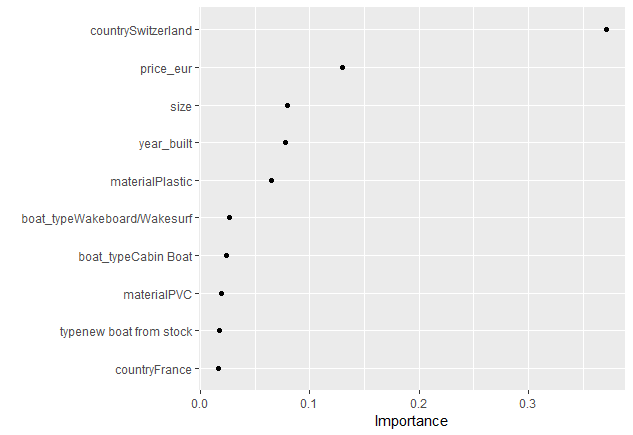 countrySwitzerland
price_eur
size
year_built
materialPlastic
boat_typeWakeboard/Wakesurf
boat_typeCabin Boat
materialPVC
typenew boat from stock
countryFrance
0.0 0.1 0.2 0.3
Importance